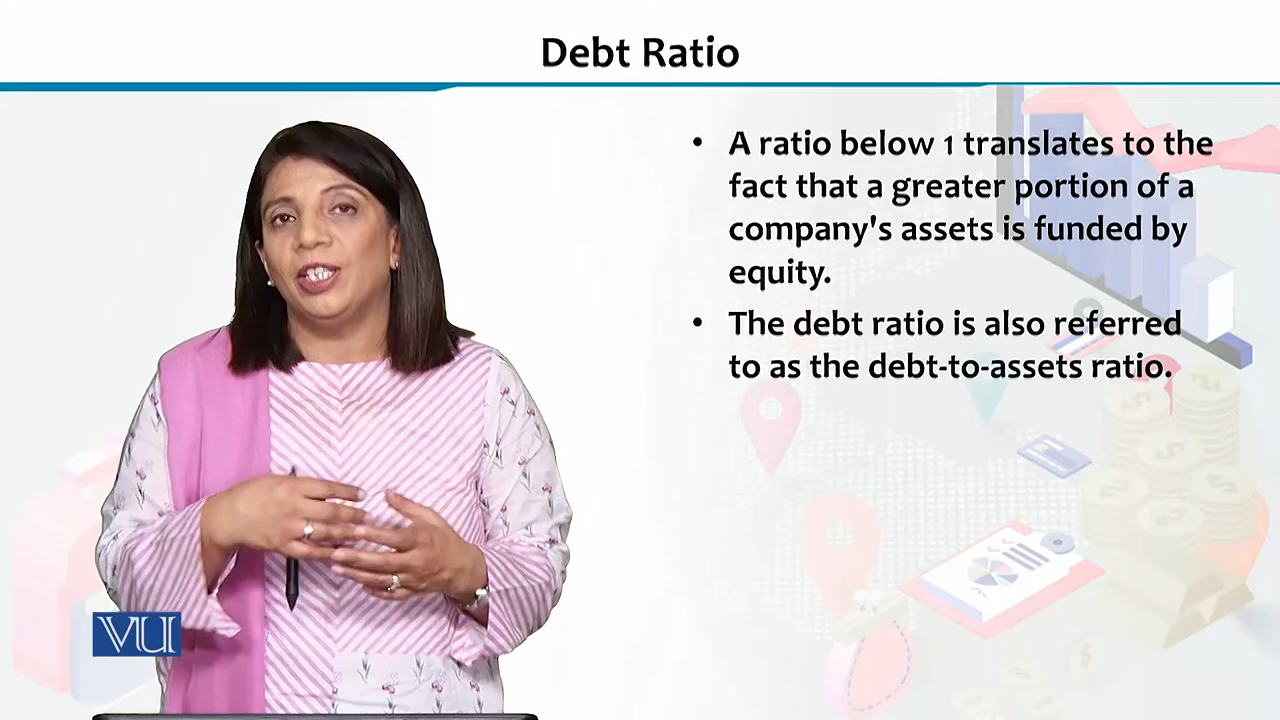 Debt Ratio
• A ratio below 1 translates to the
fact that a greater portion of a
company's assets is funded by
equity.
• The debt ratio is also referred
to as the debt-to-assets ratio.
VU